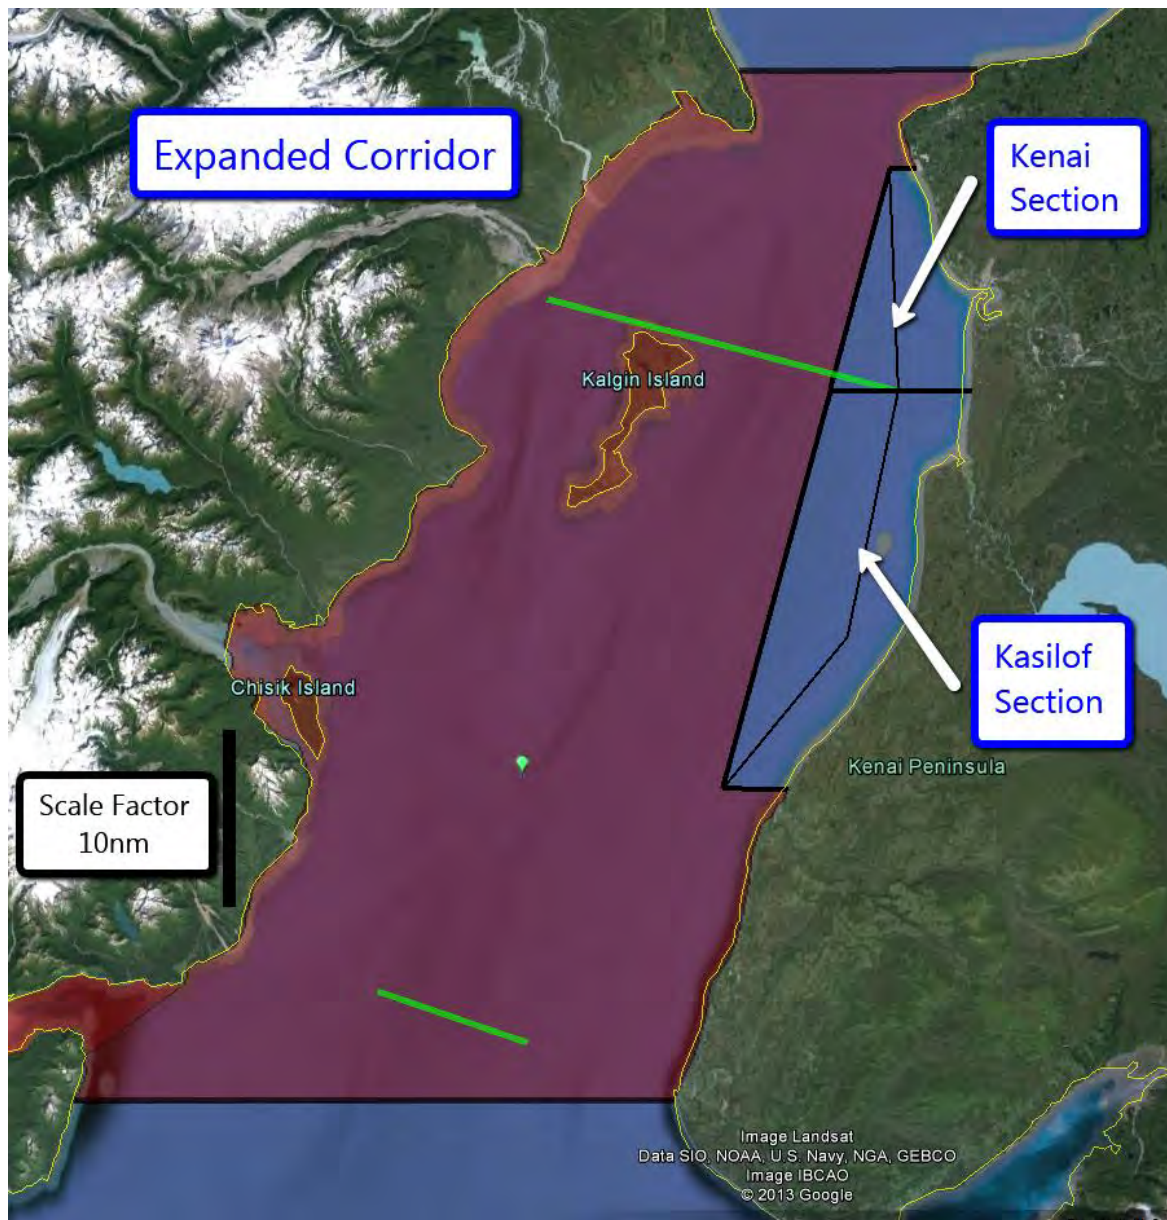 Expanded Corridor
Kenai
Section
Kalgin Island
Chisik Island
Kasilof
Section
Kenai Peninsula
Scale Factor
10nm
Image Landsat
Data SIO, NOAA, U.S. Navy, NGA, GEBCO
Image IBCAO
© 2013 Google